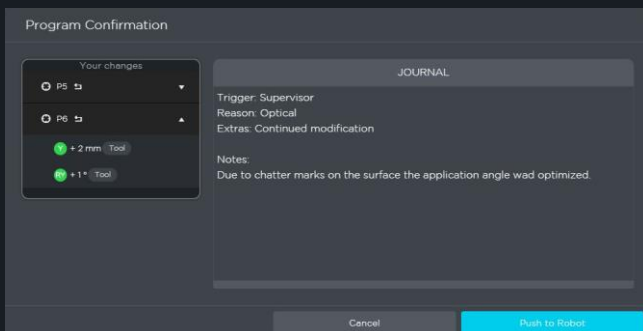 Program Confirmation
Your changes
P5
P6
Y + 2 mm Tool
RY + 1° Tool
JOURNAL
Trigger: Supervisor
Reason: Optical
Extras: Continued modification
Notes:
Due to chatter marks on the surface the application angle wad optimized.
Cancel
Push to Robot